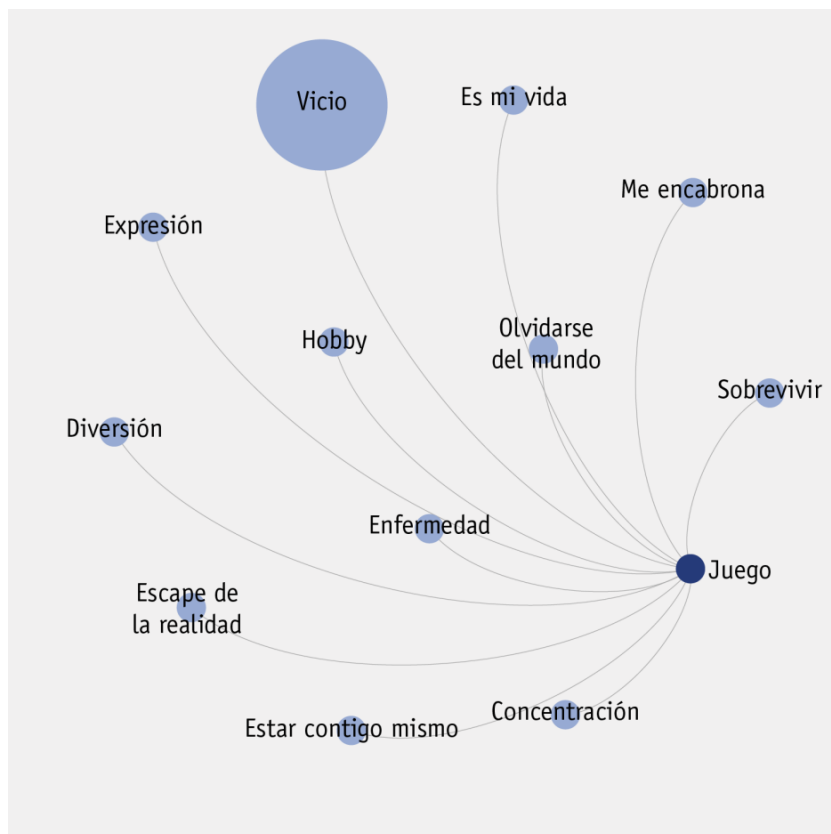 Vicio
Es mi vida
Me encabrona
Expresión
Hobby
Olvidarse
del mundo
Sobrevivir
Diversión
Enfermedad
Juego
Escape de
la realidad
Estar contigo mismo
Concentración